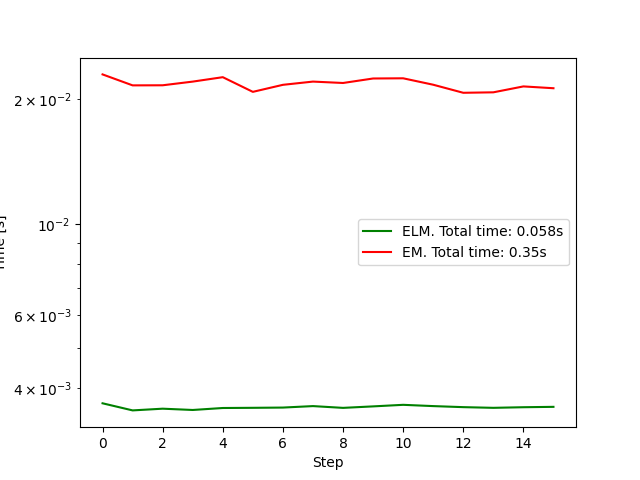 2 × 10⁻²
10⁻²
6 × 10⁻³
4 × 10⁻³
ELM. Total time: 0.058s
EM. Total time: 0.35s
0 2 4 6 8 10 12 14
Step